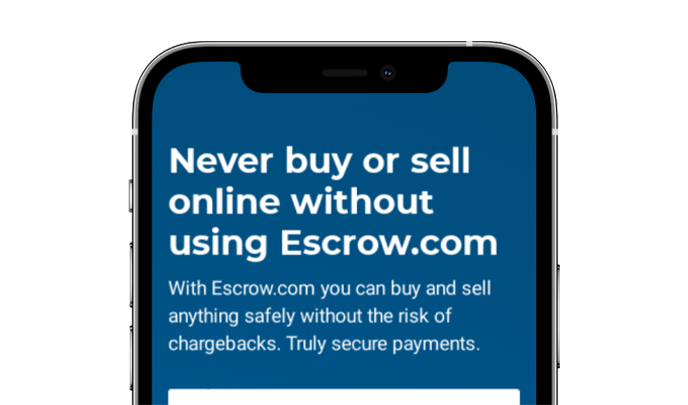 Never buy or sell
online without
using Escrow.com
With Escrow.com you can buy and sell
anything safely without the risk of
chargebacks. Truly secure payments.